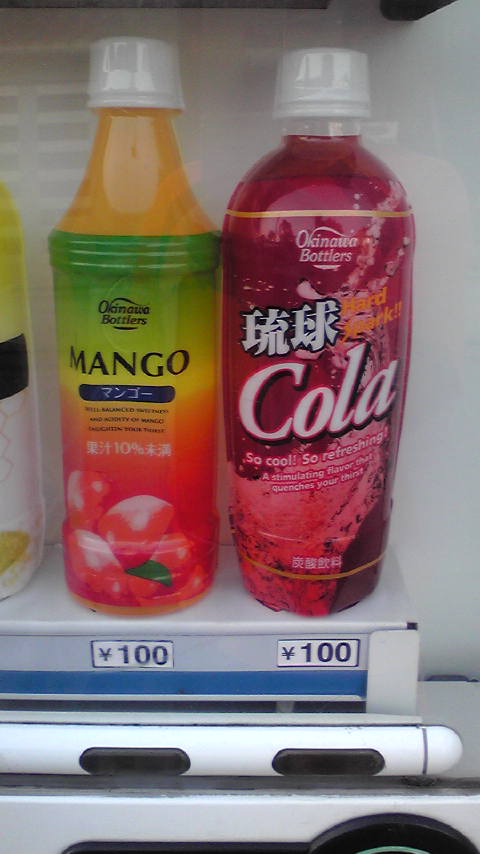 Okinawa
Bottlers
MANGO
マンゴー
WELL-BALANCED SWEETNESS
AND ACIDITY OF MANGO
ENLIGHTEN YOUR THIRST
果汁10%未満
Okinawa
Bottlers
琉球
Hard
Spark!!
Cola
So cool! So refreshing!
A stimulating flavor that
quenches your thirst
炭酸飲料
¥100
¥100